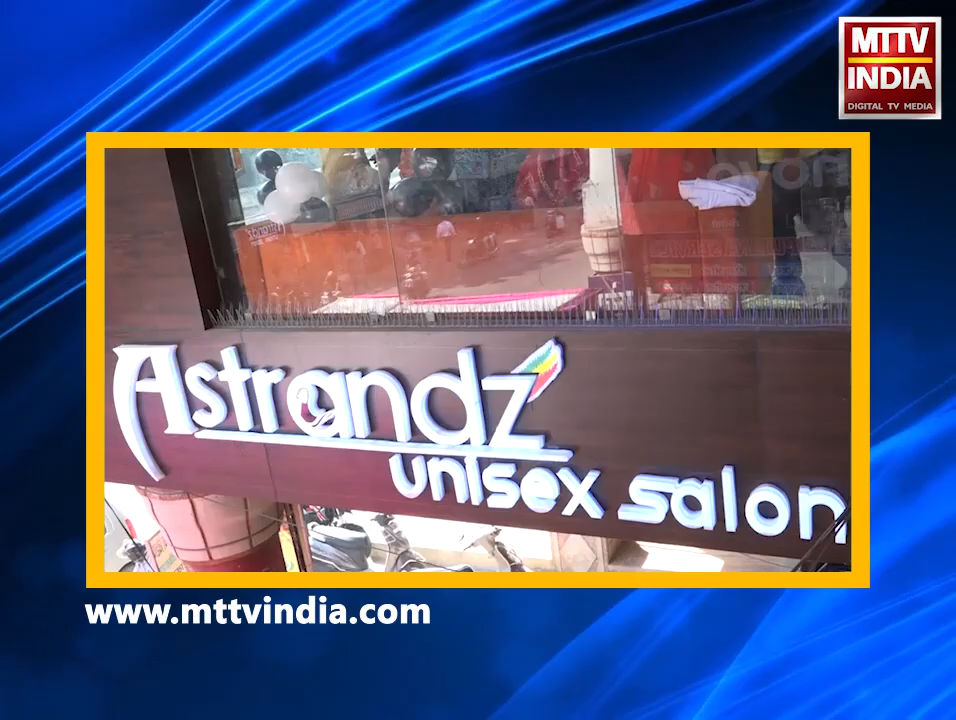 MTTV
INDIA
DIGITAL TV MEDIA
Astrandz
unisex salon
www.mttvindia.com